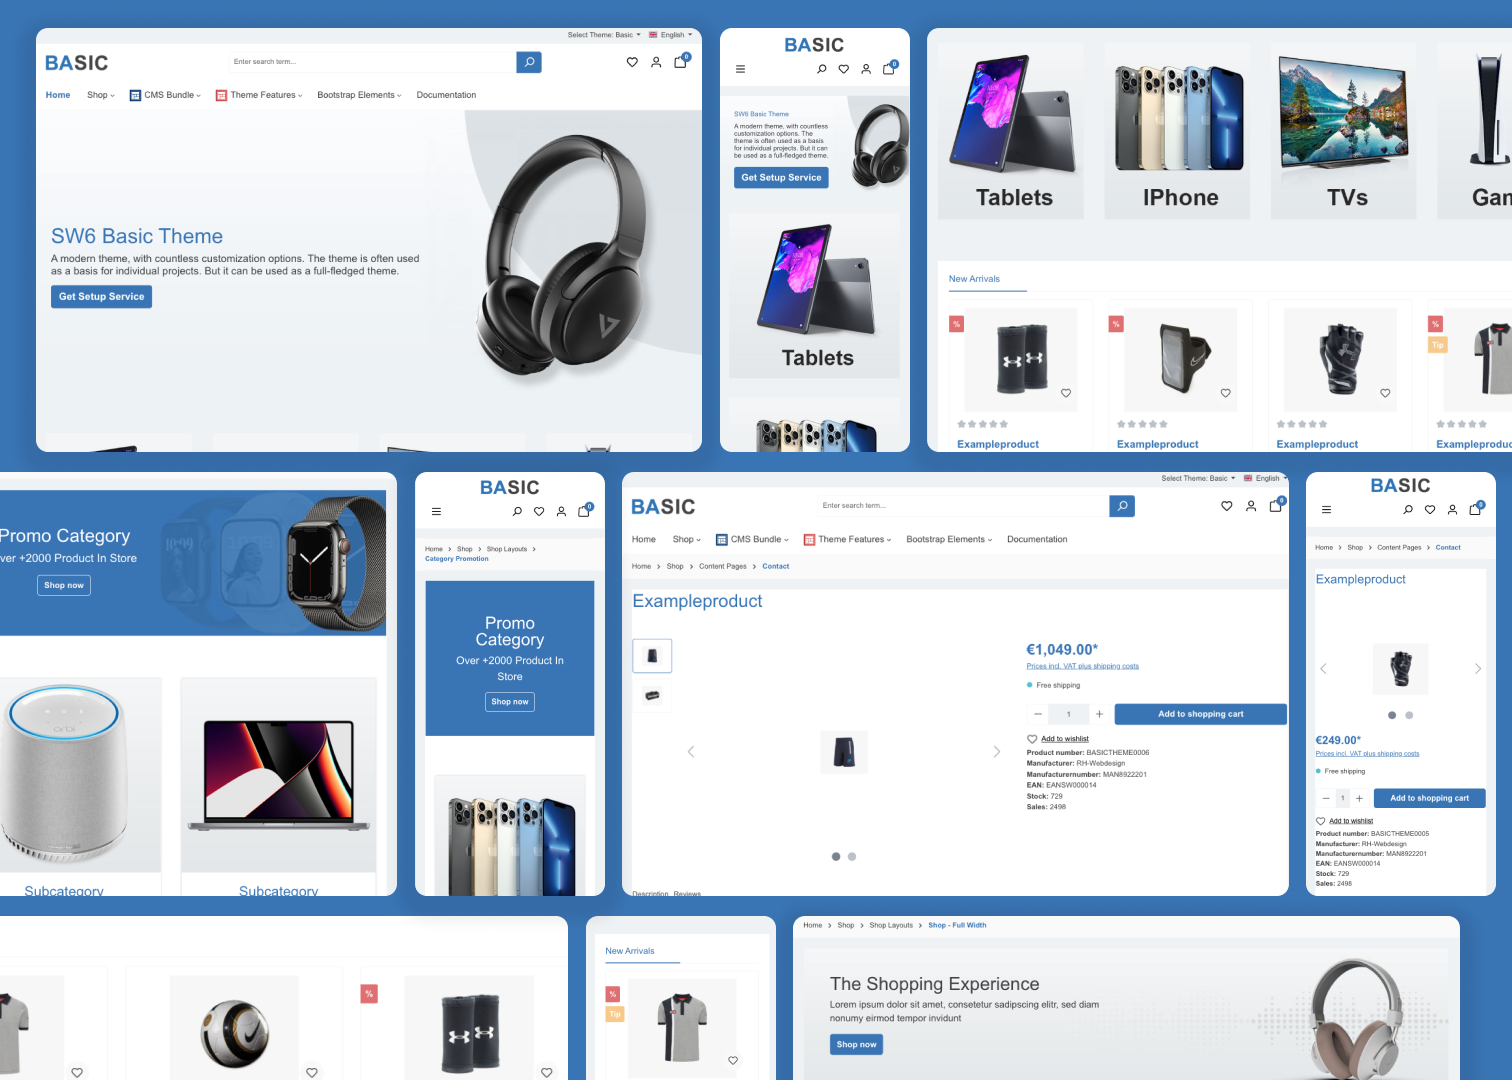 Select Theme: Basic
English
BASIC
Enter search term...
0
Home
Shop
CMS Bundle
Theme Features
Bootstrap Elements
Documentation
SW6 Basic Theme
A modern theme, with countless customization options. The theme is often used
as a basis for individual projects. But it can be used as a full-fledged theme.
Get Setup Service
BASIC
0
SW6 Basic Theme
A modern theme, with countless
customization options. The
theme is often used as a basis
for individual projects. But it can
be used as a full-fledged theme.
Get Setup Service
Tablets
Tablets
IPhone
TVs
Gam
New Arrivals
%
%
%
Tip
Exampleproduct
Exampleproduct
Exampleproduct
Exampleproduc
Promo Category
ver +2000 Product In Store
Shop now
orbi
Subcategory
Subcategory
BASIC
0
Home > Shop > Shop Layouts >
Category Promotion
Promo
Category
Over +2000 Product In
Store
Shop now
Select Theme: Basic
English
BASIC
Enter search term...
0
Home
Shop
CMS Bundle
Theme Features
Bootstrap Elements
Documentation
Home > Shop > Content Pages > Contact
Exampleproduct
€1,049.00*
Prices incl. VAT plus shipping costs
Free shipping
− 1 +
Add to shopping cart
Add to wishlist
Product number: BASICTHEME0006
Manufacturer: RH-Webdesign
Manufacturernumber: MAN8922201
EAN: EANSW000014
Stock: 729
Sales: 2498
Description Reviews
BASIC
0
Home > Shop > Content Pages > Contact
Exampleproduct
€249.00*
Prices incl. VAT plus shipping costs
Free shipping
− 1 +
Add to shopping cart
Add to wishlist
Product number: BASICTHEME0005
Manufacturer: RH-Webdesign
Manufacturernumber: MAN8922201
EAN: EANSW000014
Stock: 729
Sales: 2498
%
New Arrivals
%
Tip
Home > Shop > Shop Layouts > Shop - Full Width
The Shopping Experience
Lorem ipsum dolor sit amet, consetetur sadipscing elitr, sed diam
nonumy eirmod tempor invidunt
Shop now